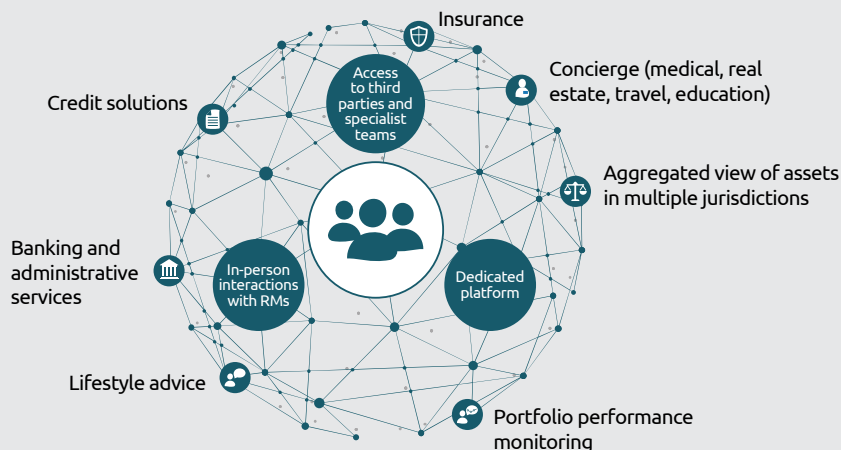 Insurance
Access
to third
parties and
specialist
teams
Concierge (medical, real
estate, travel, education)
Credit solutions
Aggregated view of assets
in multiple jurisdictions
Banking and
administrative
services
In-person
interactions
with RMs
Dedicated
platform
Lifestyle advice
Portfolio performance
monitoring